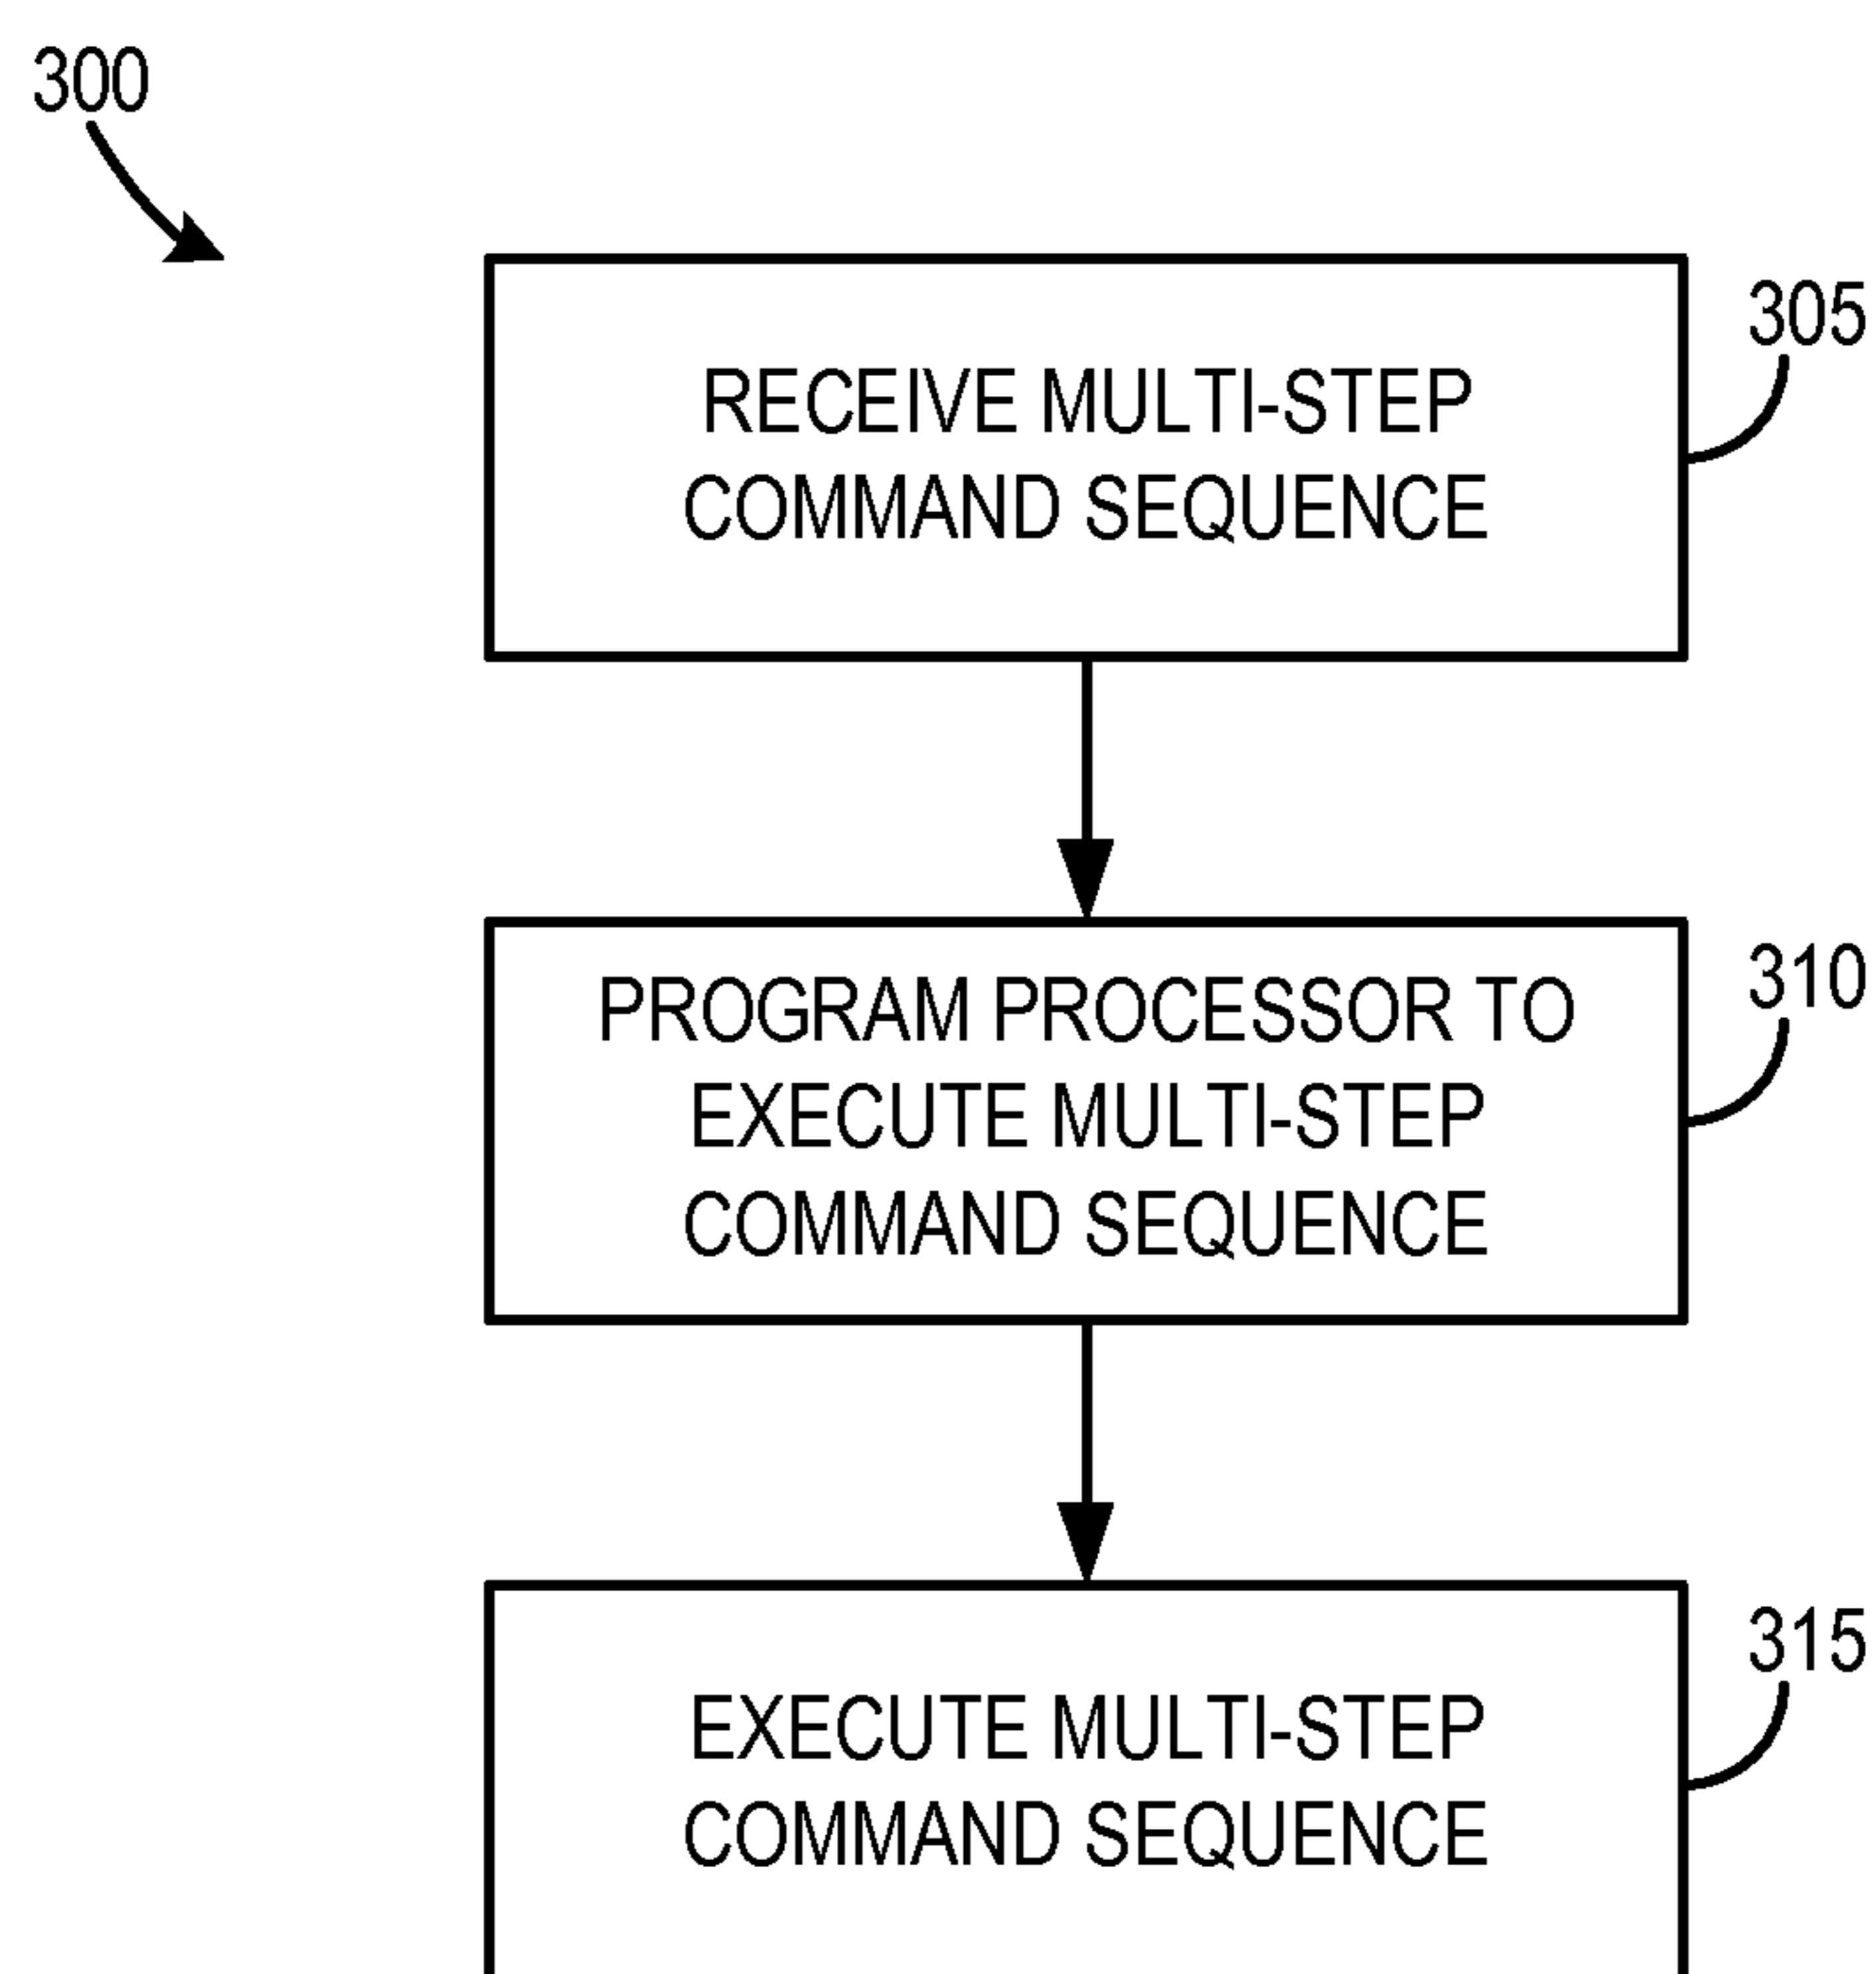 300
305
RECEIVE MULTI-STEP
COMMAND SEQUENCE
310
PROGRAM PROCESSOR TO
EXECUTE MULTI-STEP
COMMAND SEQUENCE
315
EXECUTE MULTI-STEP
COMMAND SEQUENCE